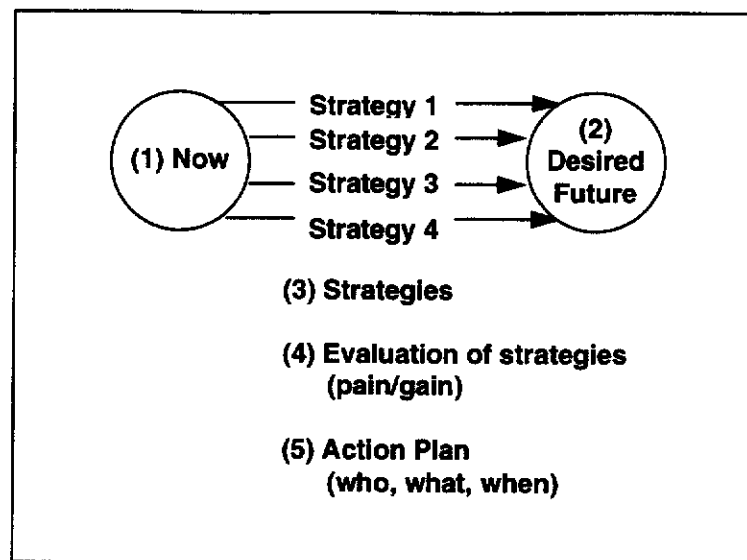 (1) Now
Strategy 1
Strategy 2
Strategy 3
Strategy 4
(2)
Desired
Future
(3) Strategies
(4) Evaluation of strategies
(pain/gain)
(5) Action Plan
(who, what, when)